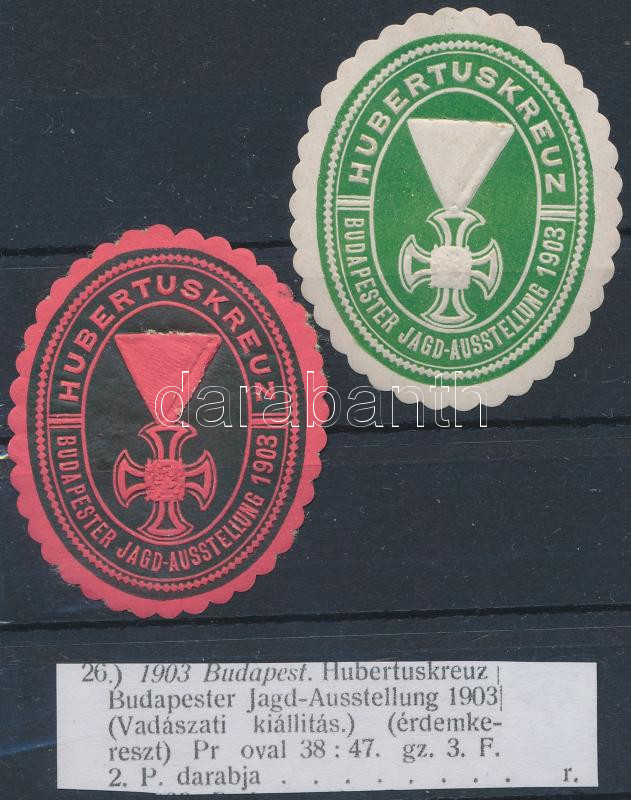 HUBERTUSKREUZ
BUDAPESTER JAGD-AUSSTELLUNG 1903
HUBERTUSKREUZ
BUDAPESTER JAGD-AUSSTELLUNG 1903
darabanth
26.) 1903 Budapest. Hubertuskreuz |
Budapester Jagd-Ausstellung 1903|
(Vadászati kiállitás.) (érdemke-
reszt) Pr oval 38 : 47. gz. 3. F.
2. P. darabja . . . . . . . . r.